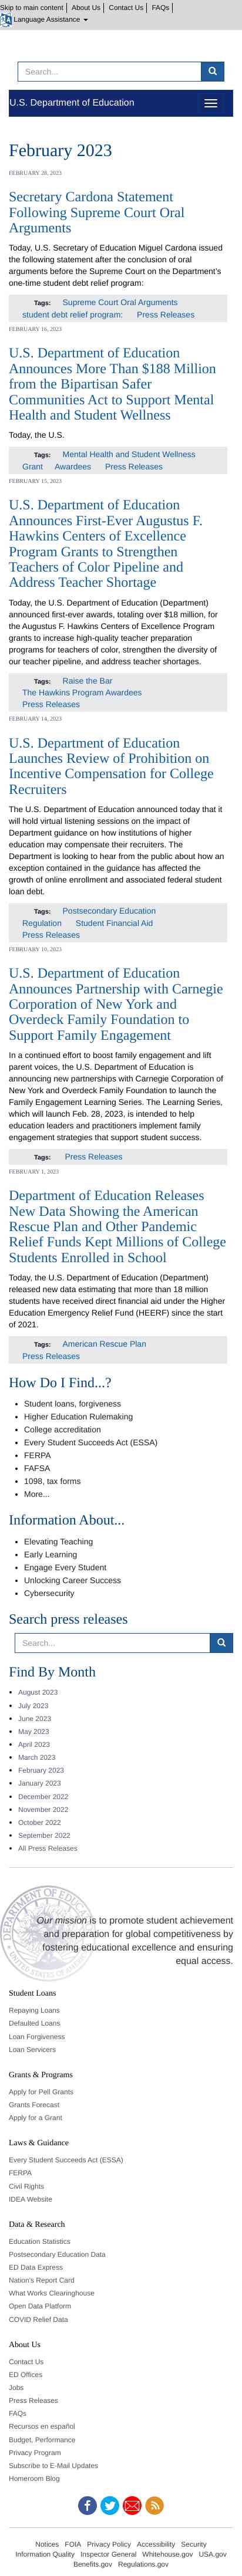 Skip to main content | About Us | Contact Us | FAQs |
Language Assistance
Search...
U.S. Department of Education
February 2023
FEBRUARY 28, 2023
Secretary Cardona Statement
Following Supreme Court Oral
Arguments
Today, U.S. Secretary of Education Miguel Cardona issued
the following statement after the conclusion of oral
arguments before the Supreme Court on the Department's
one-time student debt relief program:
Tags: Supreme Court Oral Arguments
student debt relief program: Press Releases
FEBRUARY 16, 2023
U.S. Department of Education
Announces More Than $188 Million
from the Bipartisan Safer
Communities Act to Support Mental
Health and Student Wellness
Today, the U.S.
Tags: Mental Health and Student Wellness
Grant Awardees Press Releases
FEBRUARY 15, 2023
U.S. Department of Education
Announces First-Ever Augustus F.
Hawkins Centers of Excellence
Program Grants to Strengthen
Teachers of Color Pipeline and
Address Teacher Shortage
Today, the U.S. Department of Education (Department)
announced first-ever awards, totaling over $18 million, for
the Augustus F. Hawkins Centers of Excellence Program
grants to increase high-quality teacher preparation
programs for teachers of color, strengthen the diversity of
our teacher pipeline, and address teacher shortages.
Tags: Raise the Bar
The Hawkins Program Awardees
Press Releases
FEBRUARY 14, 2023
U.S. Department of Education
Launches Review of Prohibition on
Incentive Compensation for College
Recruiters
The U.S. Department of Education announced today that it
will hold virtual listening sessions on the impact of
Department guidance on how institutions of higher
education may compensate their recruiters. The
Department is looking to hear from the public about how an
exception contained in the guidance has affected the
growth of online enrollment and associated federal student
loan debt.
Tags: Postsecondary Education
Regulation Student Financial Aid
Press Releases
FEBRUARY 10, 2023
U.S. Department of Education
Announces Partnership with Carnegie
Corporation of New York and
Overdeck Family Foundation to
Support Family Engagement
In a continued effort to boost family engagement and lift
parent voices, the U.S. Department of Education is
announcing new partnerships with Carnegie Corporation of
New York and Overdeck Family Foundation to launch the
Family Engagement Learning Series. The Learning Series,
which will launch Feb. 28, 2023, is intended to help
education leaders and their partners implement family
engagement strategies that support student success.
Tags: Press Releases
FEBRUARY 1, 2023
Department of Education Releases
New Data Showing the American
Rescue Plan and Other Pandemic
Relief Funds Kept Millions of College
Students Enrolled in School
Today, the U.S. Department of Education (Department)
released new data estimating that more than 18 million
students have received direct financial aid under the Higher
Education Emergency Relief Fund (HEERF) since the start
of 2021.
Tags: American Rescue Plan
Press Releases
How Do I Find...?
• Student loans, forgiveness
• Higher Education Rulemaking
• College accreditation
• Every Student Succeeds Act (ESSA)
• FERPA
• FAFSA
• 1098, tax forms
• More...
Information About...
• Elevating Teaching
• Early Learning
• Engage Every Student
• Unlocking Career Success
• Cybersecurity
Search press releases
Search...
Find By Month
• August 2023
• July 2023
• June 2023
• May 2023
• April 2023
• March 2023
• February 2023
• January 2023
• December 2022
• November 2022
• October 2022
• September 2022
• All Press Releases
Our mission is to promote student achievement
and preparation for global competitiveness by
fostering educational excellence and ensuring
equal access.
Student Loans
Repaying Loans
Defaulted Loans
Loan Forgiveness
Loan Servicers
Grants & Programs
Apply for Pell Grants
Grants Forecast
Apply for a Grant
Laws & Guidance
Every Student Succeeds Act (ESSA)
FERPA
Civil Rights
IDEA Website
Data & Research
Education Statistics
Postsecondary Education Data
ED Data Express
Nation's Report Card
What Works Clearinghouse
Open Data Platform
COVID Relief Data
About Us
Contact Us
ED Offices
Jobs
Press Releases
FAQs
Recursos en español
Budget, Performance
Privacy Program
Subscribe to E-Mail Updates
Homeroom Blog
Notices FOIA Privacy Policy Accessibility Security
Information Quality Inspector General Whitehouse.gov USA.gov
Benefits.gov Regulations.gov